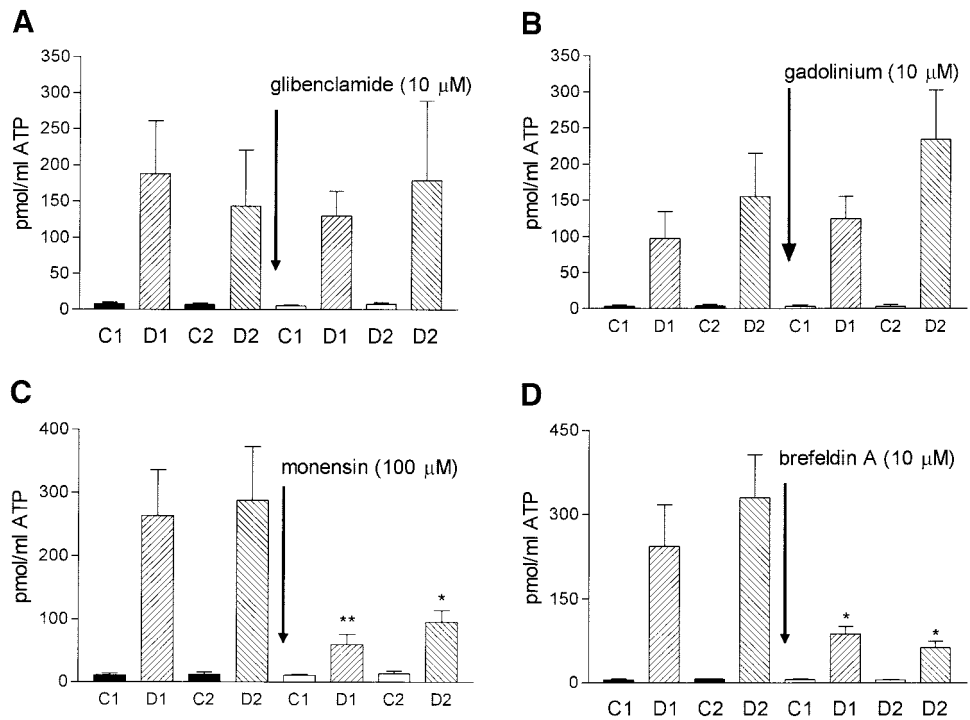 A
350
300
250
200
150
100
50
0
pmol/ml ATP
glibenclamide (10 µM)
C1 D1 C2 D2 C1 D1 D2 D2
B
350
300
250
200
150
100
50
0
pmol/ml ATP
gadolinium (10 µM)
C1 D1 C2 D2 C1 D1 C2 D2
C
400
300
200
100
0
pmol/ml ATP
monensin (100 µM)
** *
C1 D1 C2 D2 C1 D1 C2 D2
D
450
300
150
0
pmol/ml ATP
brefeldin A (10 µM)
* *
C1 D1 C2 D2 C1 D1 D2 D2